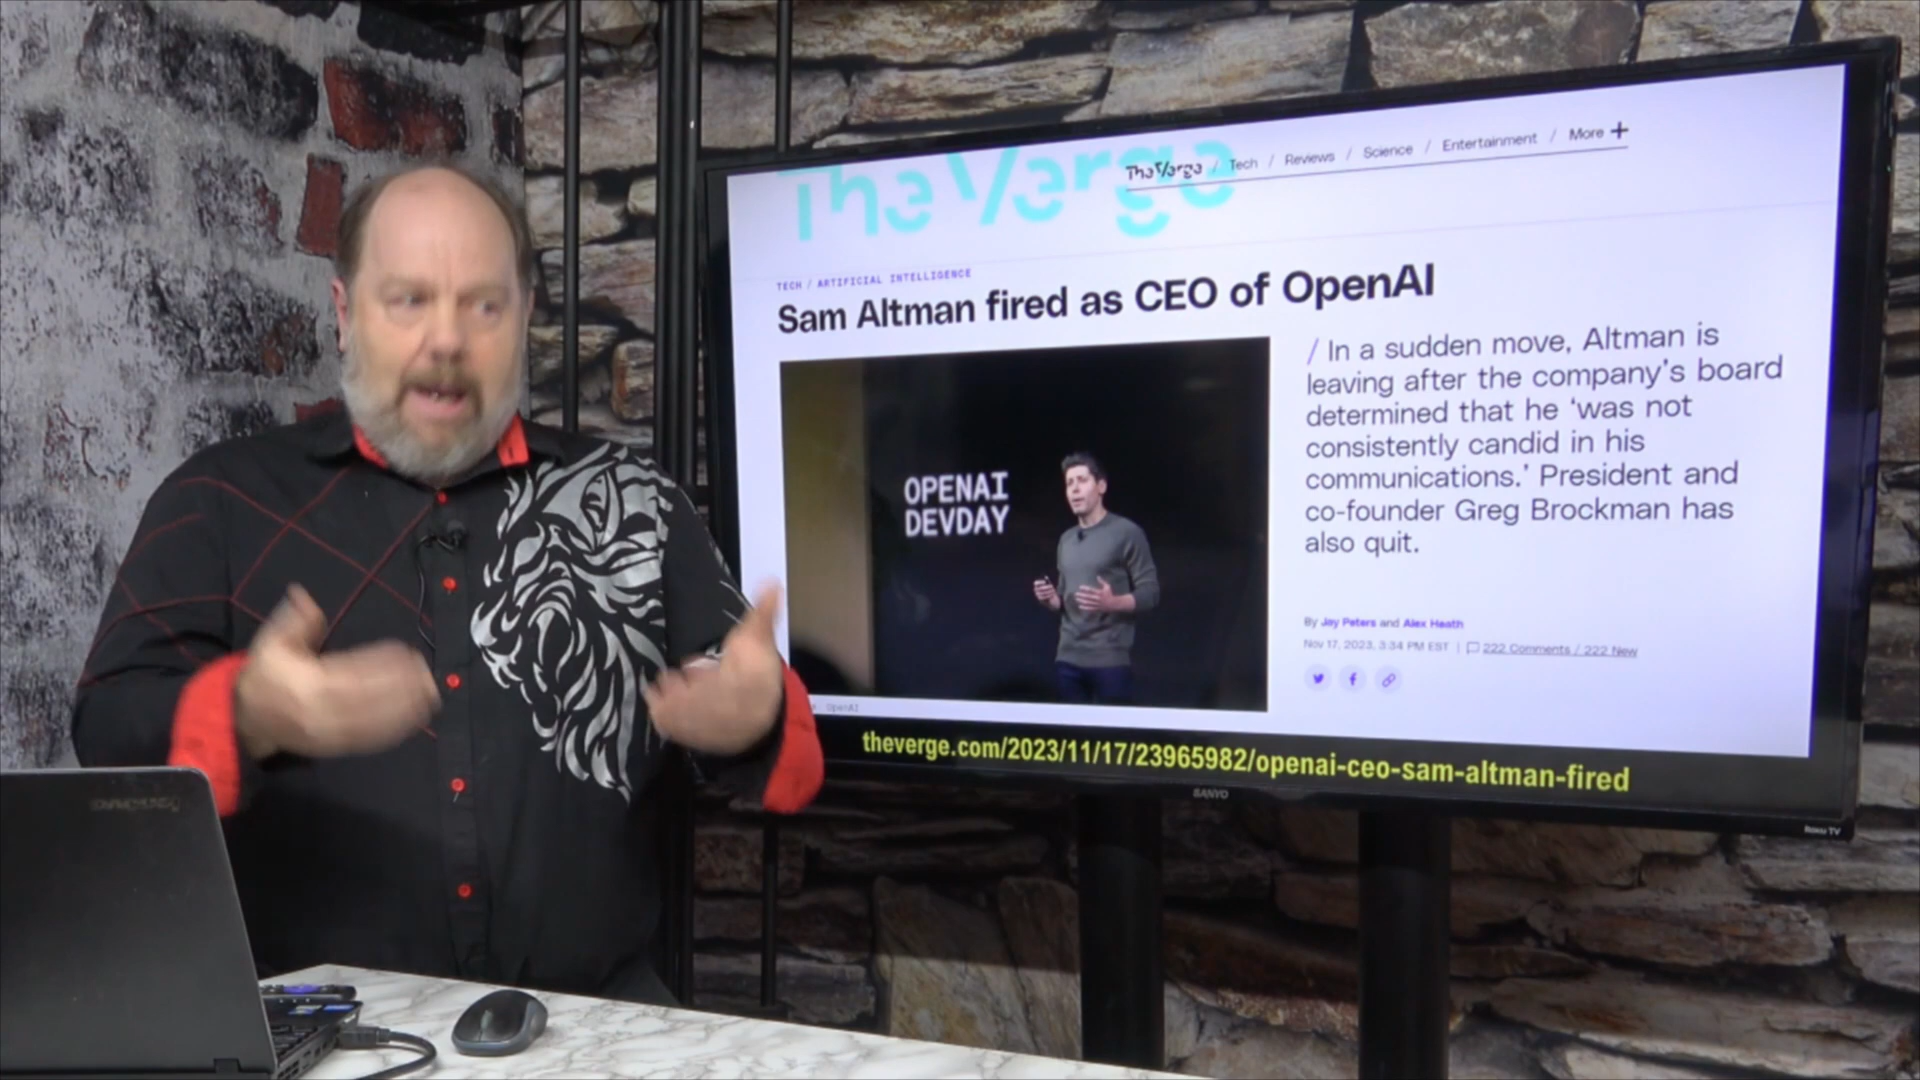 The Verge
TheVerge / Tech / Reviews / Science / Entertainment / More +
TECH / ARTIFICIAL INTELLIGENCE
Sam Altman fired as CEO of OpenAI
OPENAI
DEVDAY
/ In a sudden move, Altman is
leaving after the company's board
determined that he ‘was not
consistently candid in his
communications.’ President and
co-founder Greg Brockman has
also quit.
By Jay Peters and Alex Heath
Nov 17, 2023, 3:34 PM EST | 222 Comments / 222 New
OpenAI
theverge.com/2023/11/17/23965982/openai-ceo-sam-altman-fired
SANYO
Roku TV